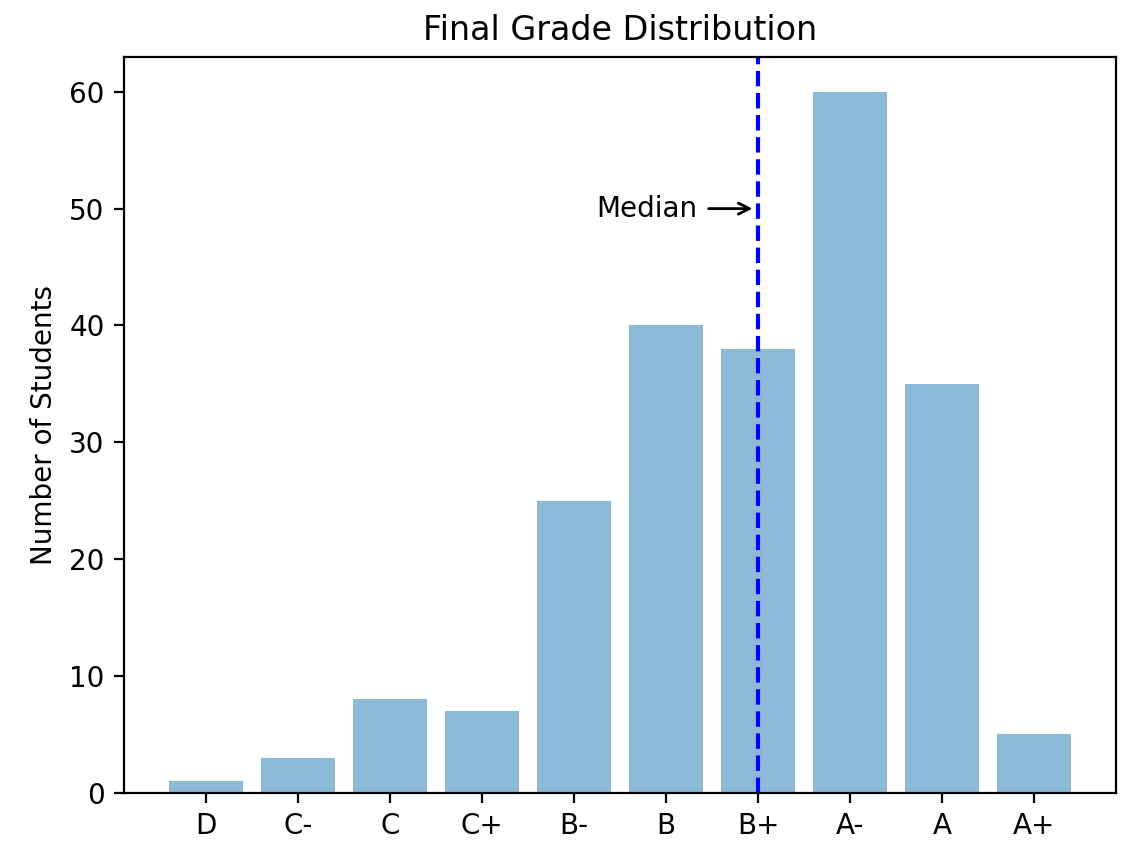 Final Grade Distribution
60
50
40
30
20
10
0
Number of Students
Median
D C- C C+ B- B B+ A- A A+